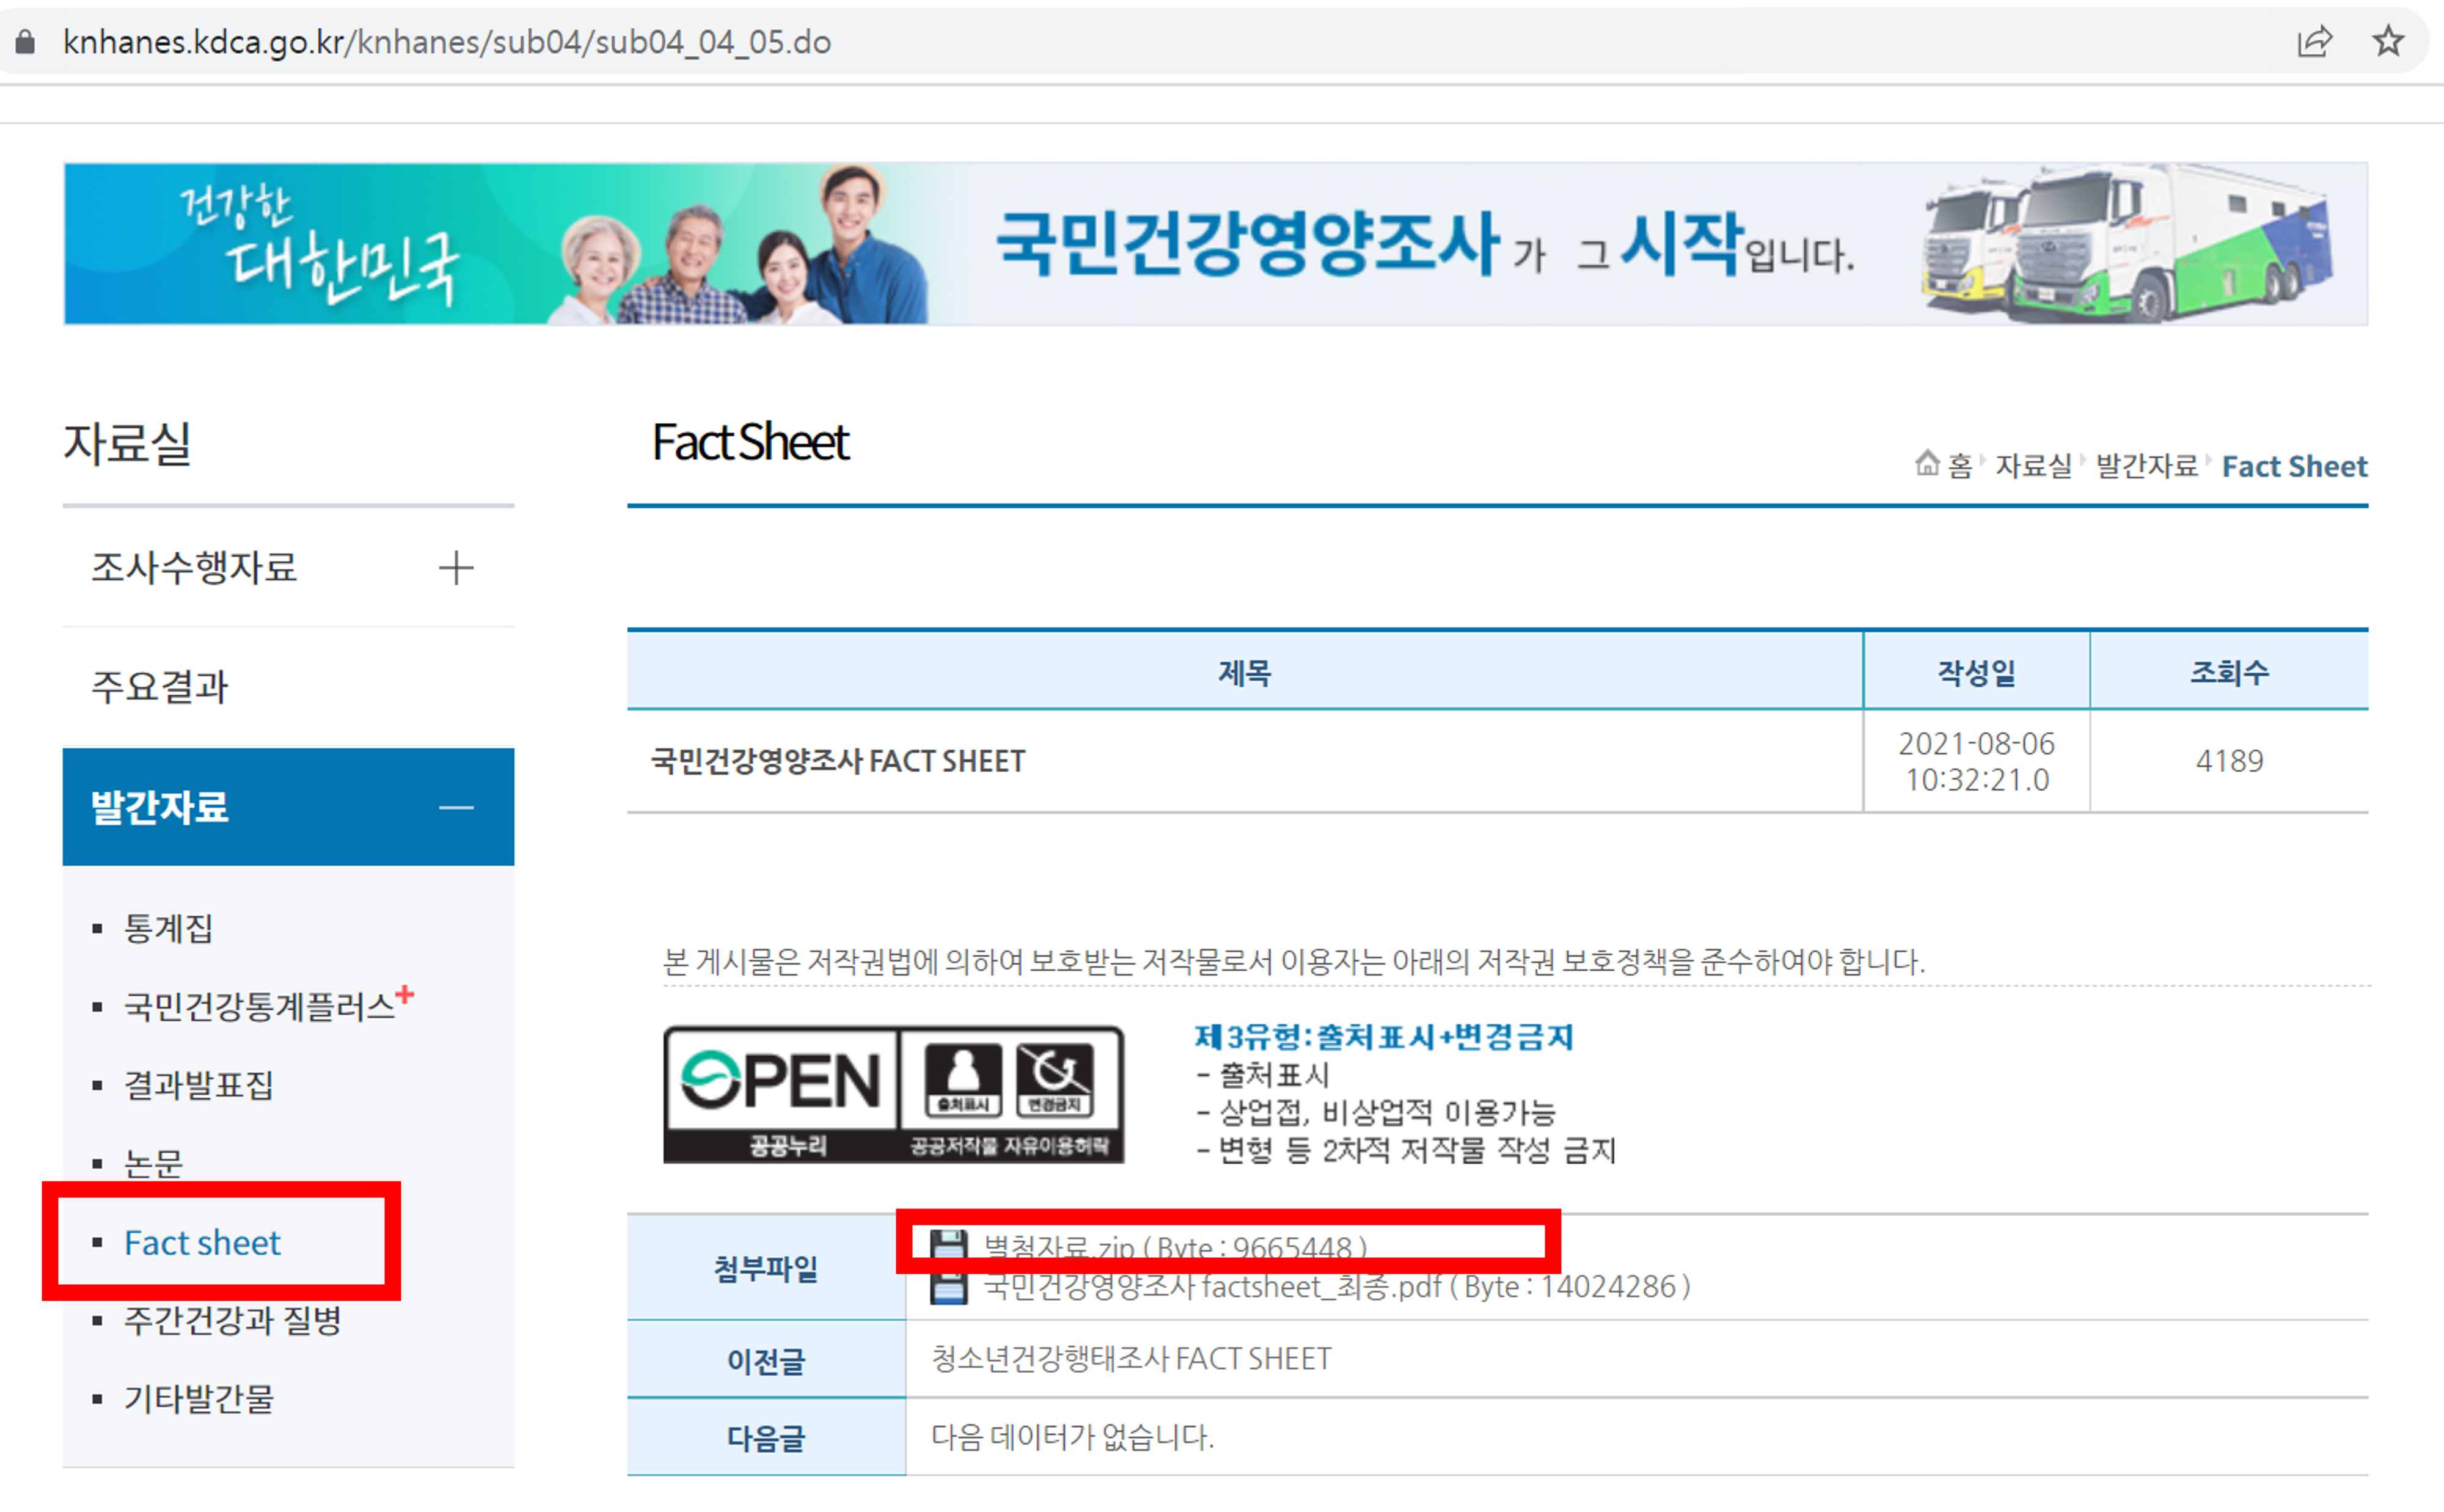 knhanes.kdca.go.kr/knhanes/sub04/sub04_04_05.do
건강한
대한민국
국민건강영양조사가 그 시작입니다.
자료실
조사수행자료
주요결과
발간자료
통계집
국민건강통계플러스+
결과발표집
논문
Fact sheet
주간건강과 질병
기타발간물
Fact Sheet
홈 자료실 발간자료 Fact Sheet
제목 작성일 조회수
국민건강영양조사 FACT SHEET 2021-08-06 10:32:21.0 4189
본 게시물은 저작권법에 의하여 보호받는 저작물로서 이용자는 아래의 저작권 보호정책을 준수하여야 합니다.
OPEN 출처표시 변경금지
공공누리 공공저작물 자유이용허락
제3유형:출처표시+변경금지
- 출처표시
- 상업접, 비상업적 이용가능
- 변형 등 2차적 저작물 작성 금지
첨부파일
별첨자료.zip ( Byte : 9665448 )
국민건강영양조사 factsheet_최종.pdf ( Byte : 14024286 )
이전글 청소년건강행태조사 FACT SHEET
다음글 다음 데이터가 없습니다.